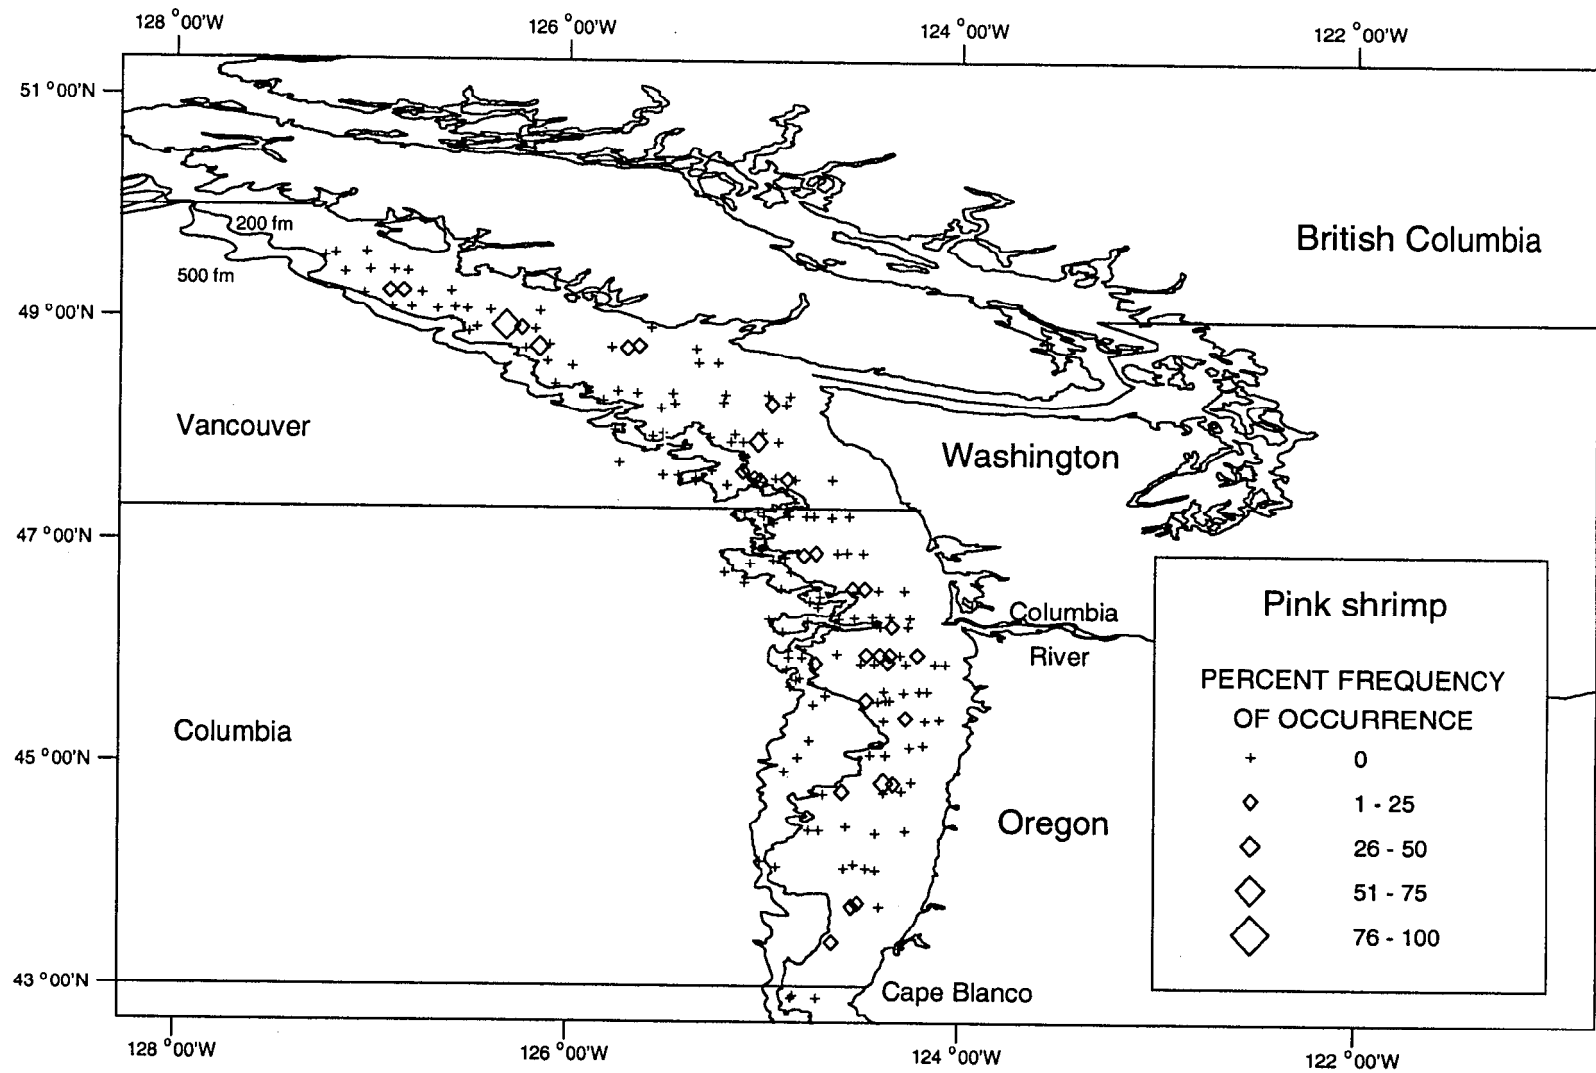 128 °00'W
126 °00'W
124 °00'W
122 °00'W
51 °00'N
200 fm
British Columbia
500 fm
49 °00'N
Vancouver
Washington
47 °00'N
Pink shrimp
Columbia
River
PERCENT FREQUENCY
OF OCCURRENCE
Columbia
45 °00'N
0
1 - 25
Oregon
26 - 50
51 - 75
76 - 100
43 °00'N
Cape Blanco
128 °00'W
126 °00'W
124 °00'W
122 °00'W